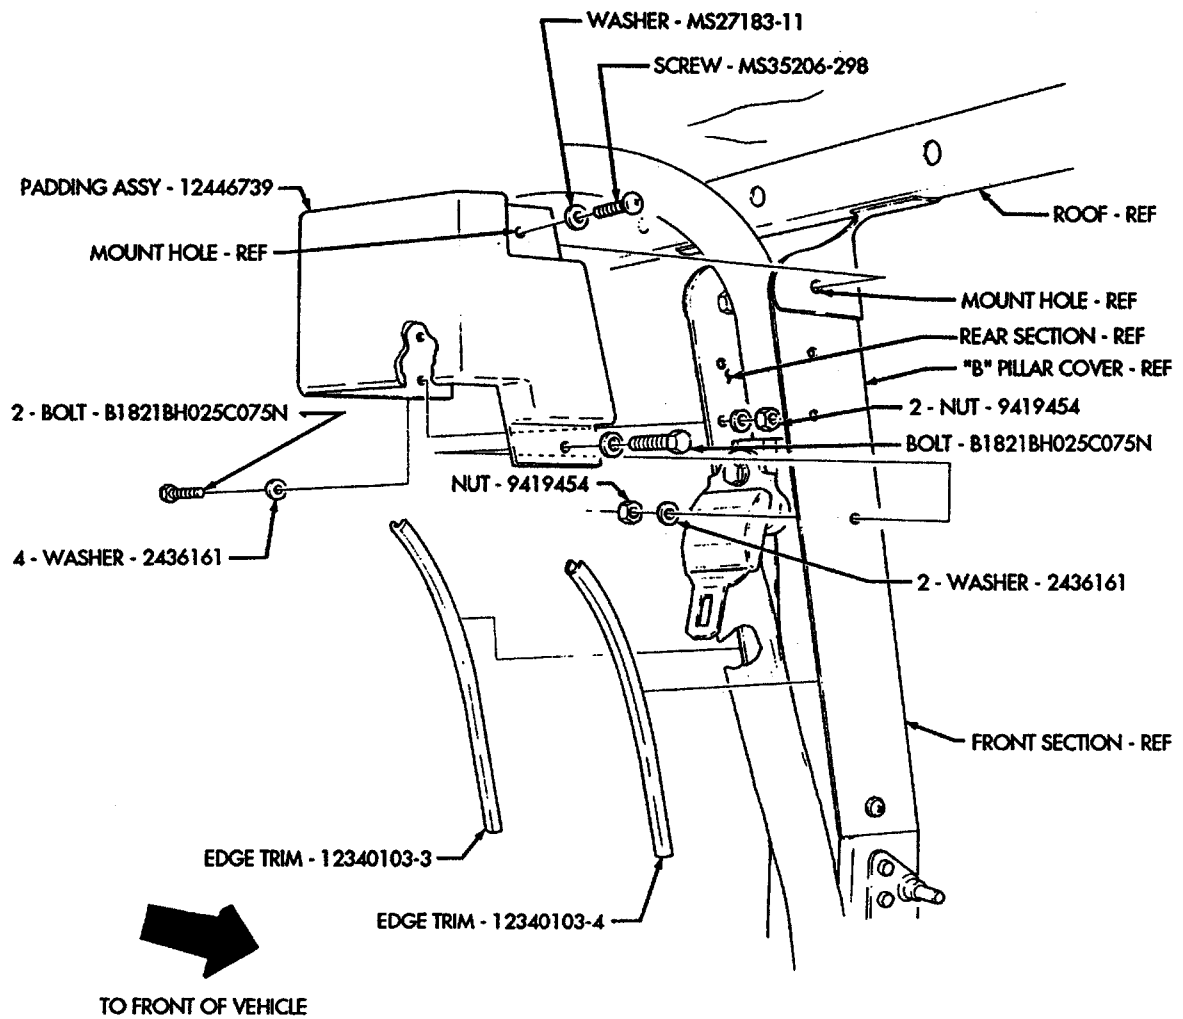 WASHER - MS27183-11
SCREW - MS35206-298
PADDING ASSY - 12446739
ROOF - REF
MOUNT HOLE - REF
MOUNT HOLE - REF
REAR SECTION - REF
"B" PILLAR COVER - REF
2 - BOLT - B1821BH025C075N
2 - NUT - 9419454
BOLT - B1821BH025C075N
NUT - 9419454
4 - WASHER - 2436161
2 - WASHER - 2436161
FRONT SECTION - REF
EDGE TRIM - 12340103-3
EDGE TRIM - 12340103-4
TO FRONT OF VEHICLE